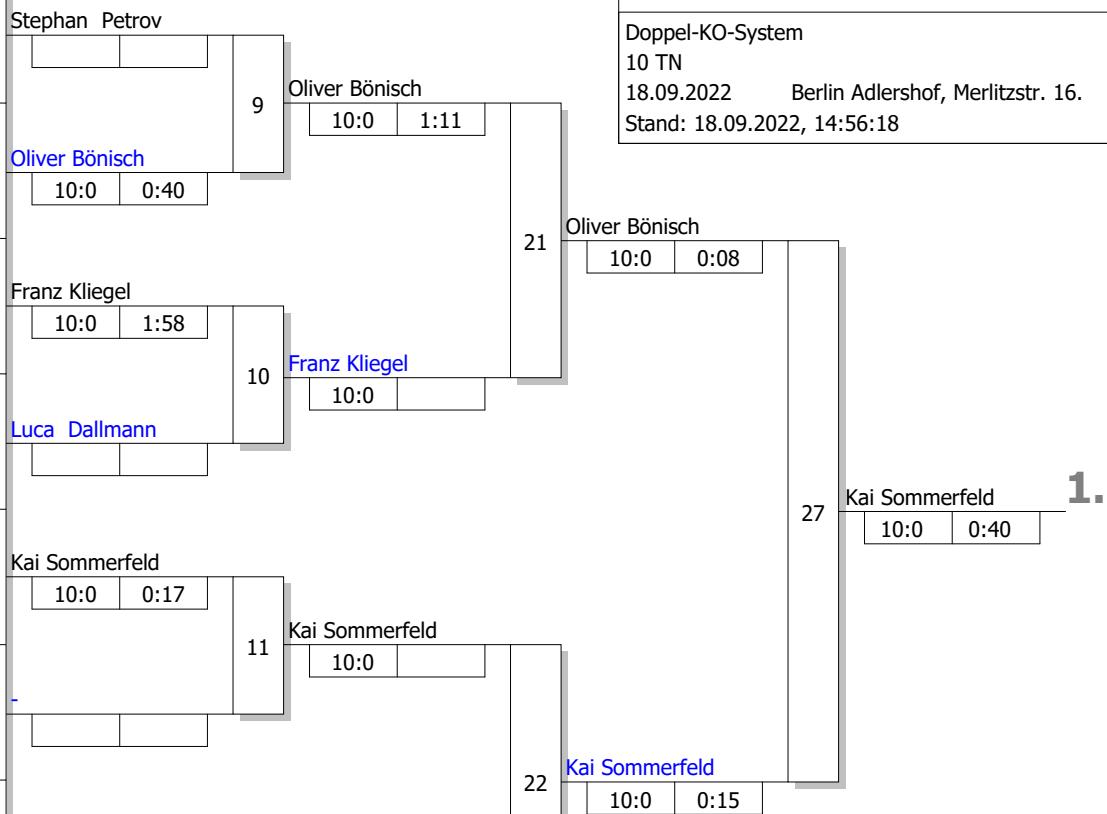 Stephan  Petrov
Doppel-KO-System
10 TN
18.09.2022 Berlin Adlershof, Merlitzstr. 16.
Stand: 18.09.2022, 14:56:18
9
Oliver Bönisch
10:0 1:11
Oliver Bönisch
10:0 0:40
21
Oliver Bönisch
10:0 0:08
Franz Kliegel
10:0 1:58
10
Franz Kliegel
10:0
Luca  Dallmann
27
Kai Sommerfeld 1.
10:0 0:40
Kai Sommerfeld
10:0 0:17
11
Kai Sommerfeld
10:0
-
22
Kai Sommerfeld
10:0 0:15